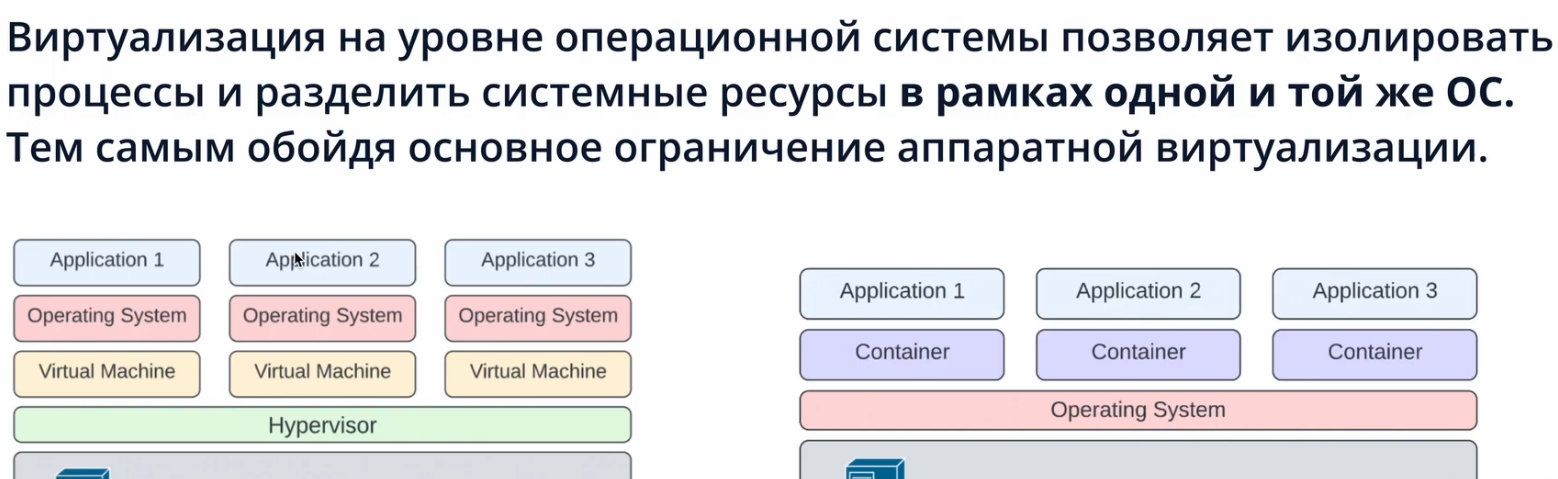 Виртуализация на уровне операционной системы позволяет изолировать
процессы и разделить системные ресурсы в рамках одной и той же ОС.
Тем самым обойдя основное ограничение аппаратной виртуализации.
Application 1 Application 2 Application 3
Operating System Operating System Operating System
Virtual Machine Virtual Machine Virtual Machine
Hypervisor
Application 1 Application 2 Application 3
Container Container Container
Operating System